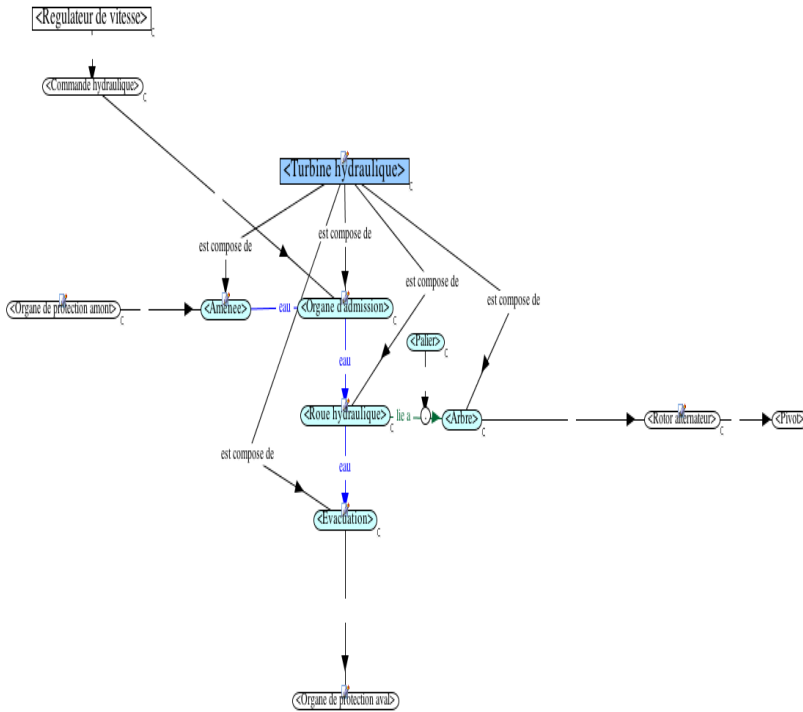 <Regulateur de vitesse>
C
<Commande hydraulique>
C
<Turbine hydraulique>
C
est compose de
est compose de
est compose de
est compose de
<Organe de protection amont>
C
<Amenee>
eau
<Organe d'admission>
C
eau
<Palier>
C
<Roue hydraulique>
C
lie a
<Arbre>
C
<Rotor alternateur>
C
<Pivot>
est compose de
eau
<Evacuation>
C
<Organe de protection aval>
C